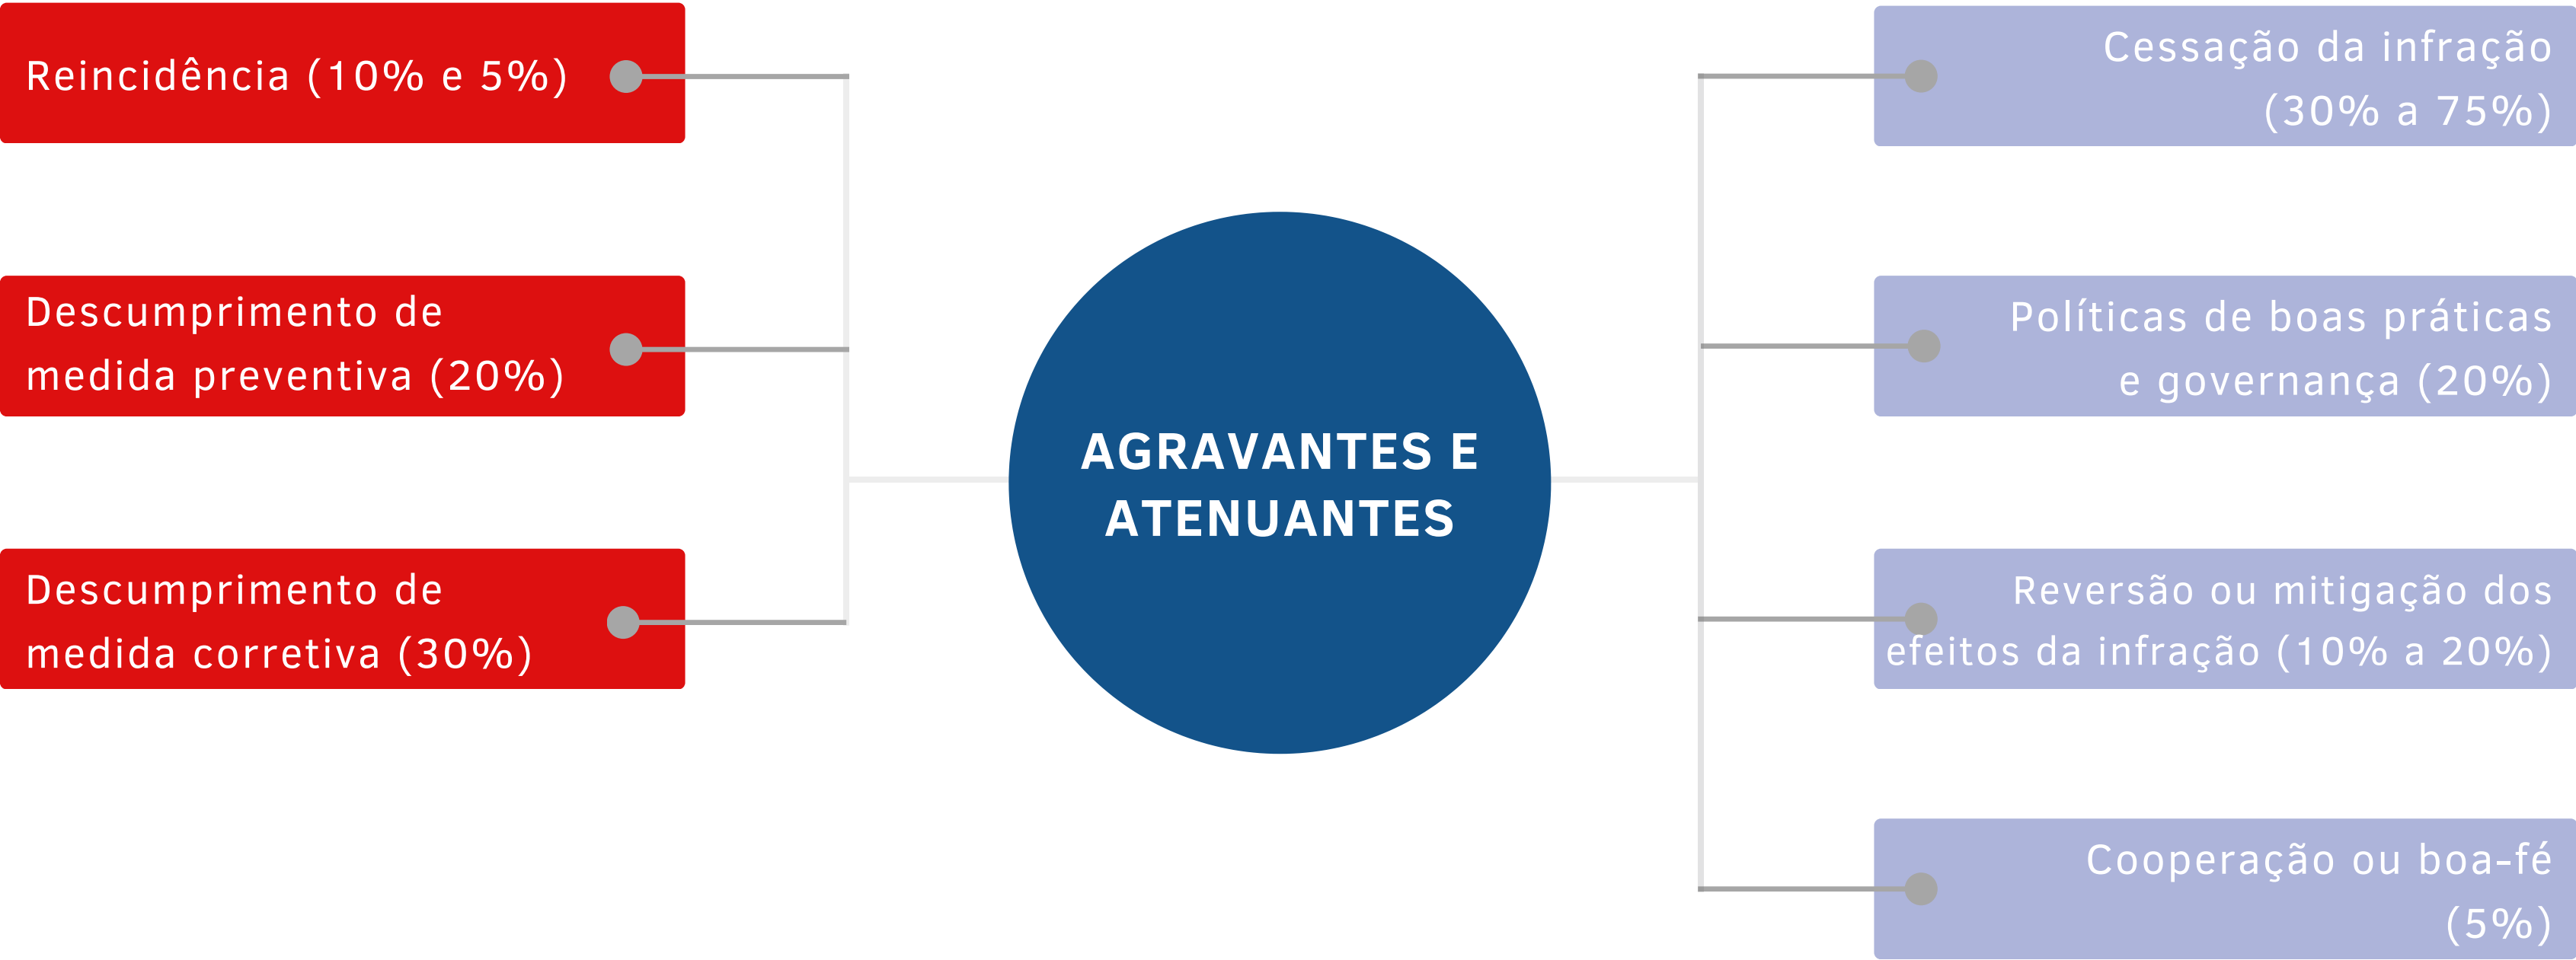 Reincidência (10% e 5%)
Descumprimento de
medida preventiva (20%)
Descumprimento de
medida corretiva (30%)
AGRAVANTES E
ATENUANTES
Cessação da infração
(30% a 75%)
Políticas de boas práticas
e governança (20%)
Reversão ou mitigação dos
efeitos da infração (10% a 20%)
Cooperação ou boa-fé
(5%)